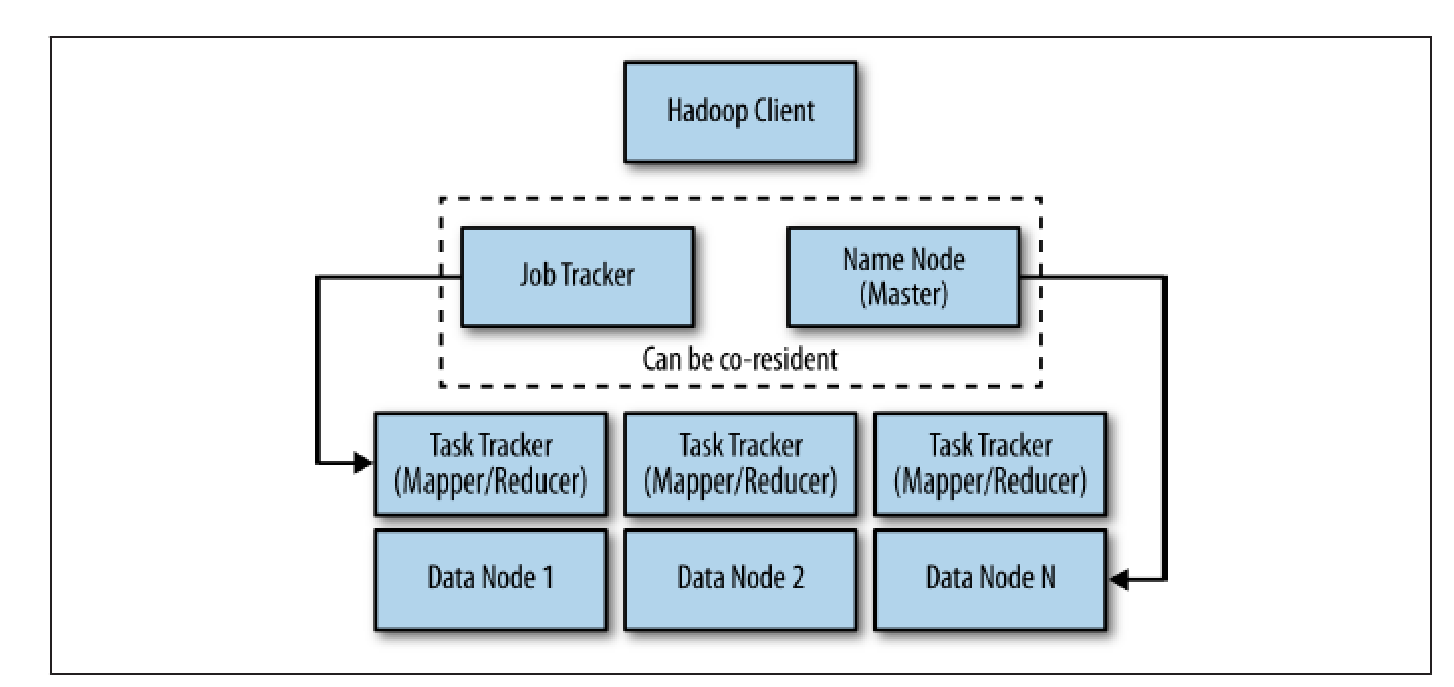 Hadoop Client
Job Tracker
Name Node
(Master)
Can be co-resident
Task Tracker
(Mapper/Reducer)
Task Tracker
(Mapper/Reducer)
Task Tracker
(Mapper/Reducer)
Data Node 1
Data Node 2
Data Node N